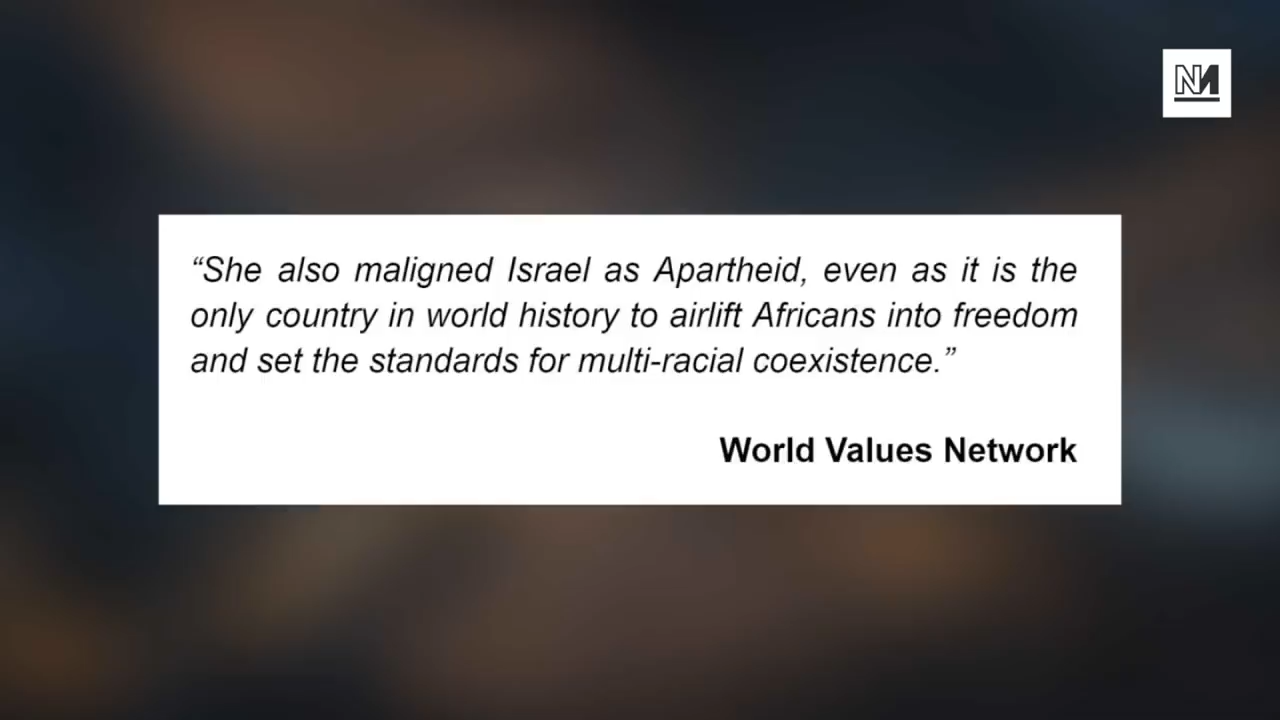 “She also maligned Israel as Apartheid, even as it is the
only country in world history to airlift Africans into freedom
and set the standards for multi-racial coexistence.”
World Values Network